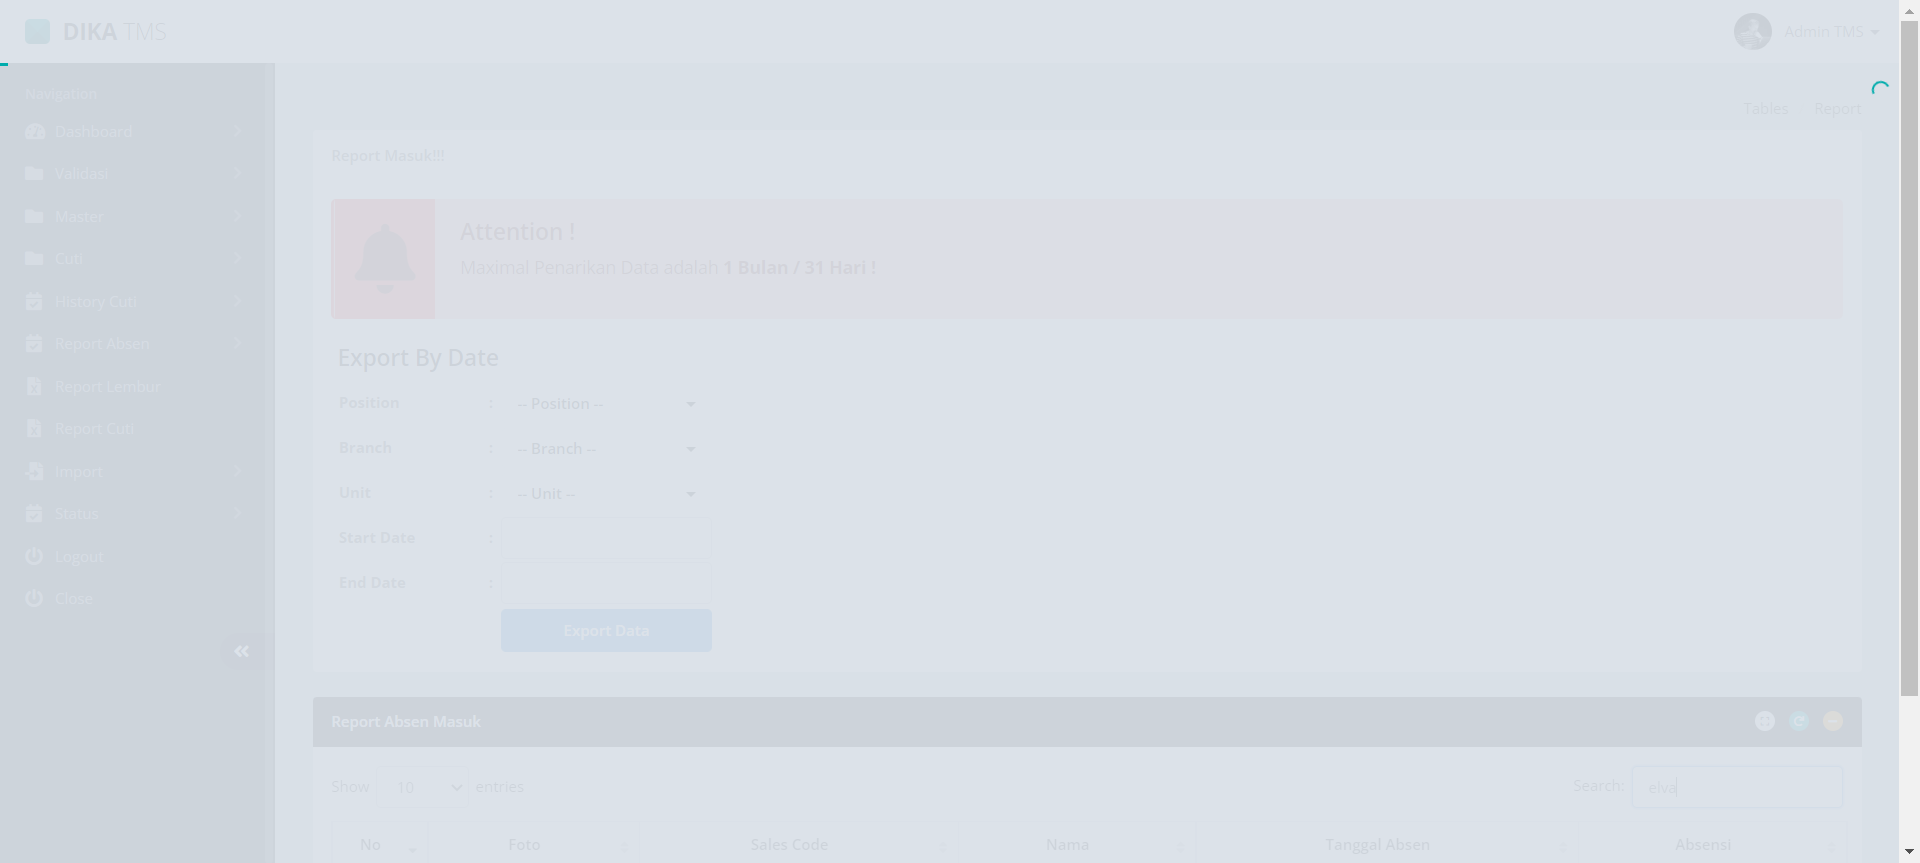 DIKA TMS
Admin TMS
Navigation
Dashboard
Validasi
Master
Cuti
History Cuti
Report Absen
Report Lembur
Report Cuti
Import
Status
Logout
Close
Tables Report
Report Masuk!!!
Attention !
Maximal Penarikan Data adalah 1 Bulan / 31 Hari !
Export By Date
Position : -- Position --
Branch : -- Branch --
Unit : -- Unit --
Start Date :
End Date :
Export Data
Report Absen Masuk
Show 10 entries
Search: elva
No Foto Sales Code Nama Tanggal Absen Absensi